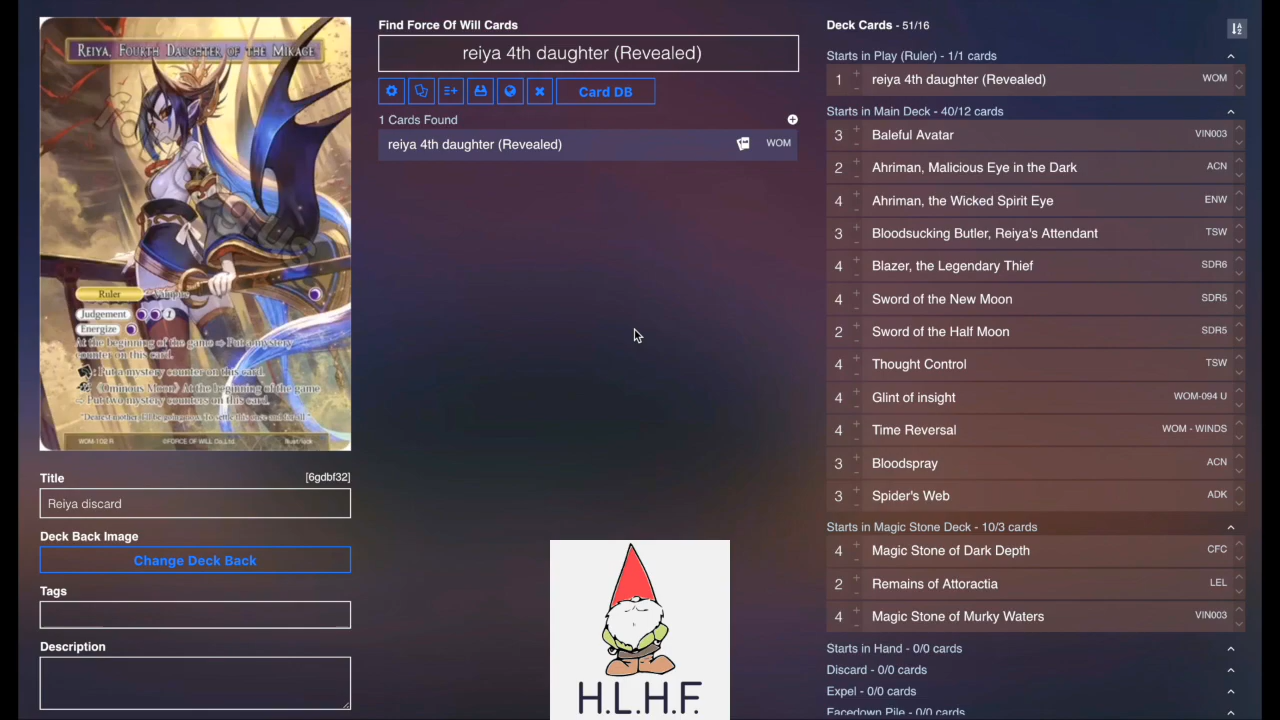 REIYA, FOURTH DAUGHTER OF THE MIKAGE
Ruler
Vampire
Judgement 1
Energize
At the beginning of the game ⇨ Put a mystery
counter on this card.
: Put a mystery counter on this card.
《Ominous Moon》 At the beginning of the game
⇨ Put two mystery counters on this card.
WOM-102 R ©FORCE OF WILL Co.,Ltd.
Title [6gdbf32]
Reiya discard
Deck Back Image
Change Deck Back
Tags
Description
Find Force Of Will Cards
reiya 4th daughter (Revealed)
Card DB
1 Cards Found
reiya 4th daughter (Revealed) WOM
H.L.H.F.
Deck Cards - 51/16
Starts in Play (Ruler) - 1/1 cards
1 reiya 4th daughter (Revealed) WOM
Starts in Main Deck - 40/12 cards
3 Baleful Avatar VIN003
2 Ahriman, Malicious Eye in the Dark ACN
4 Ahriman, the Wicked Spirit Eye ENW
3 Bloodsucking Butler, Reiya's Attendant TSW
4 Blazer, the Legendary Thief SDR6
4 Sword of the New Moon SDR5
2 Sword of the Half Moon SDR5
4 Thought Control TSW
4 Glint of insight WOM-094 U
4 Time Reversal WOM - WINDS
3 Bloodspray ACN
3 Spider's Web ADK
Starts in Magic Stone Deck - 10/3 cards
4 Magic Stone of Dark Depth CFC
2 Remains of Attoractia LEL
4 Magic Stone of Murky Waters VIN003
Starts in Hand - 0/0 cards
Discard - 0/0 cards
Expel - 0/0 cards
Facedown Pile - 0/0 cards